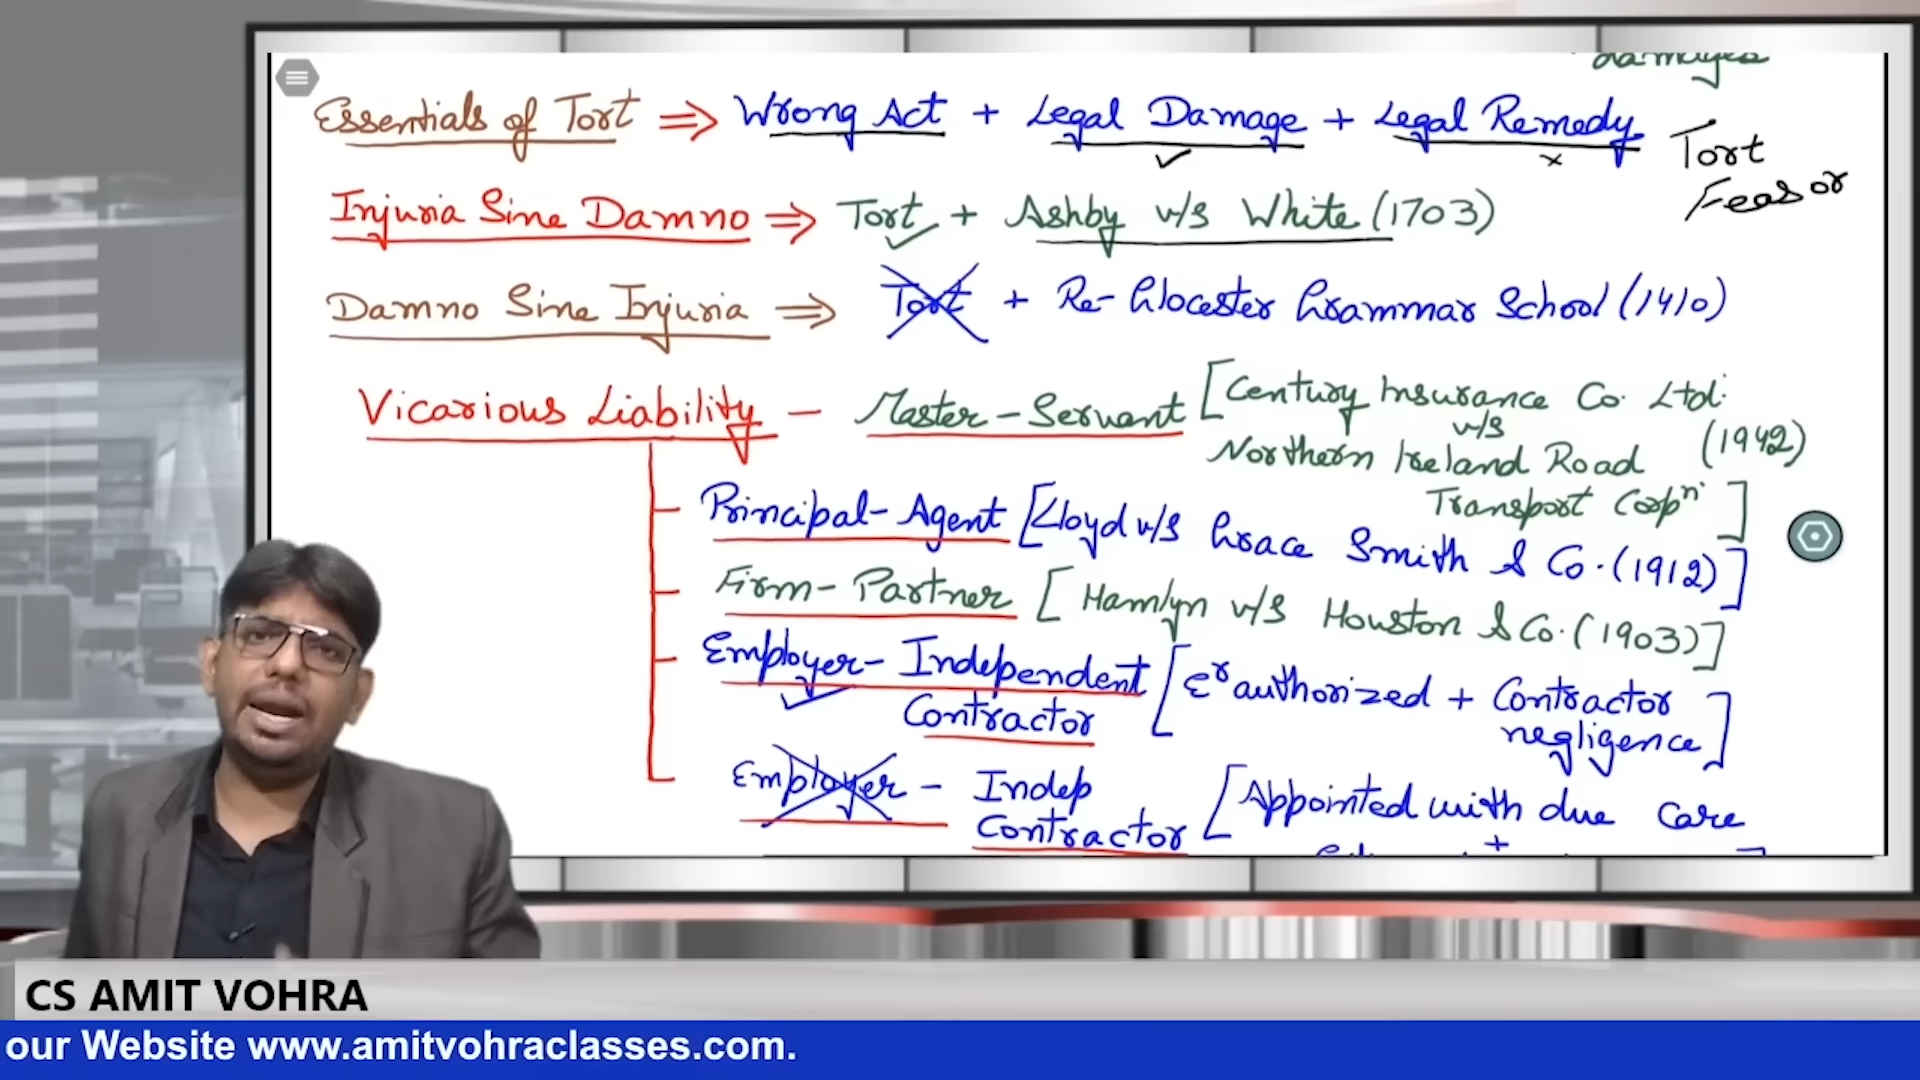 damages
Essentials of Tort ⇒ Wrong Act + Legal Damage + Legal Remedy
Tort
Feasor
Injuria Sine Damno ⇒ Tort + Ashby v/s White (1703)
Damno Sine Injuria ⇒ Tort + Re- Glocester Grammar School (1410)
Vicarious Liability - Master-Servant [Century Insurance Co. Ltd.
v/s
Northern Ireland Road (1942)
Transport Corpn.]
Principal-Agent [Lloyd v/s Grace Smith & Co. (1912)]
Firm-Partner [Hamlyn v/s Houston & Co. (1903)]
Employer- Independent [Er authorized + Contractor
Contractor negligence]
Employer - Indep [Appointed with due care
Contractor +
CS AMIT VOHRA
our Website www.amitvohraclasses.com.